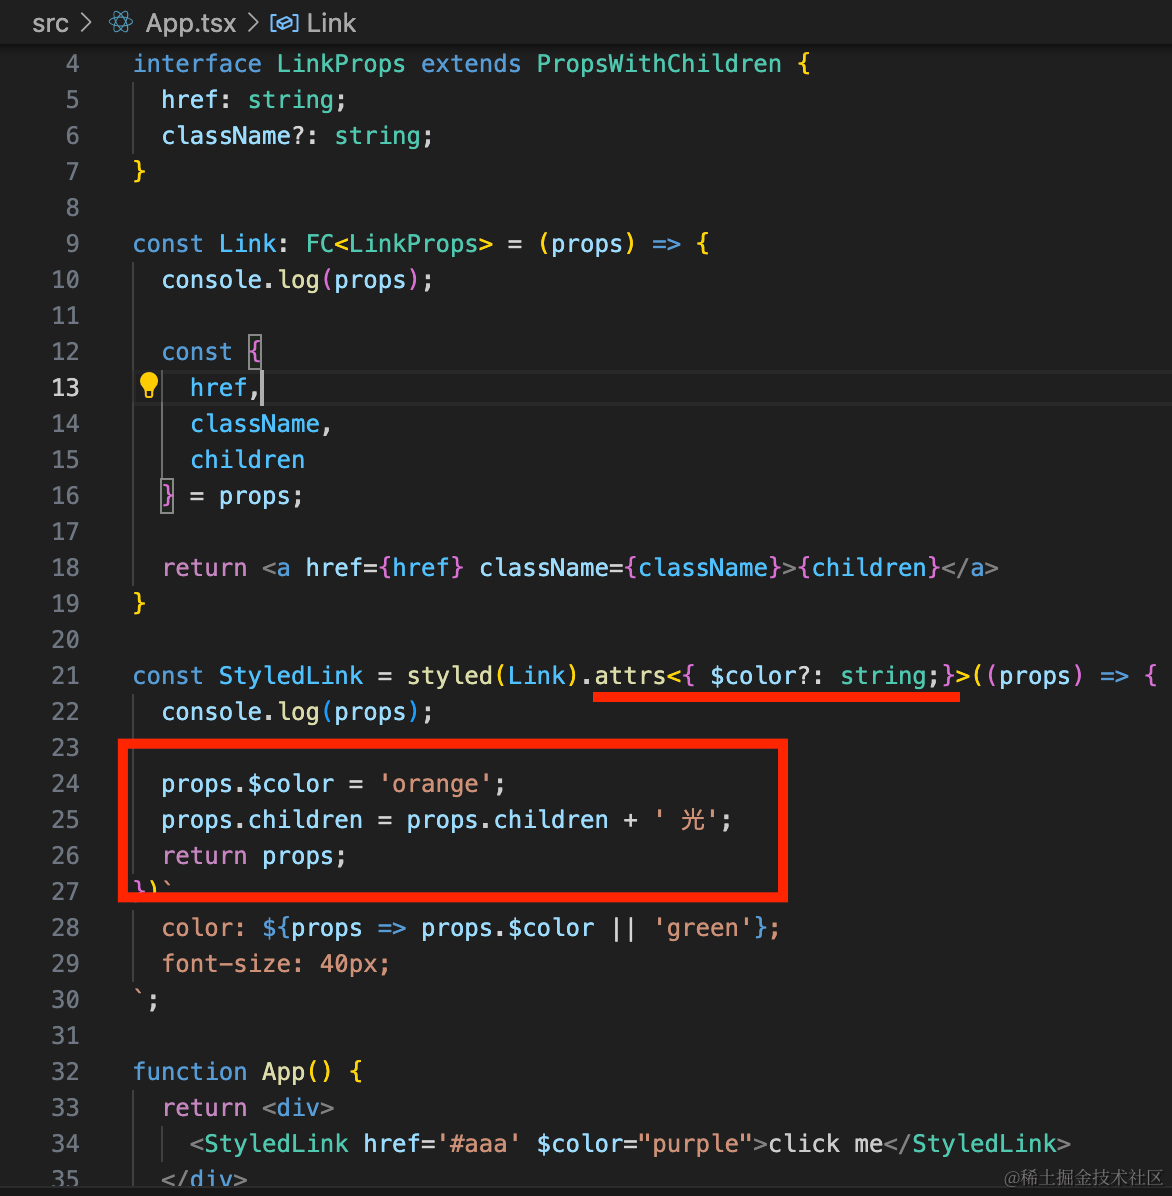 src > App.tsx > Link
4 interface LinkProps extends PropsWithChildren {
5 href: string;
6 className?: string;
7 }
8
9 const Link: FC<LinkProps> = (props) => {
10 console.log(props);
11
12 const {
13 href,
14 className,
15 children
16 } = props;
17
18 return <a href={href} className={className}>{children}</a>
19 }
20
21 const StyledLink = styled(Link).attrs<{ $color?: string;}>((props) => {
22 console.log(props);
23
24 props.$color = 'orange';
25 props.children = props.children + ' 光';
26 return props;
27 })`
28 color: ${props => props.$color || 'green'};
29 font-size: 40px;
30 `;
31
32 function App() {
33 return <div>
34 <StyledLink href='#aaa' $color="purple">click me</StyledLink>
35 </div>
@稀土掘金技术社区